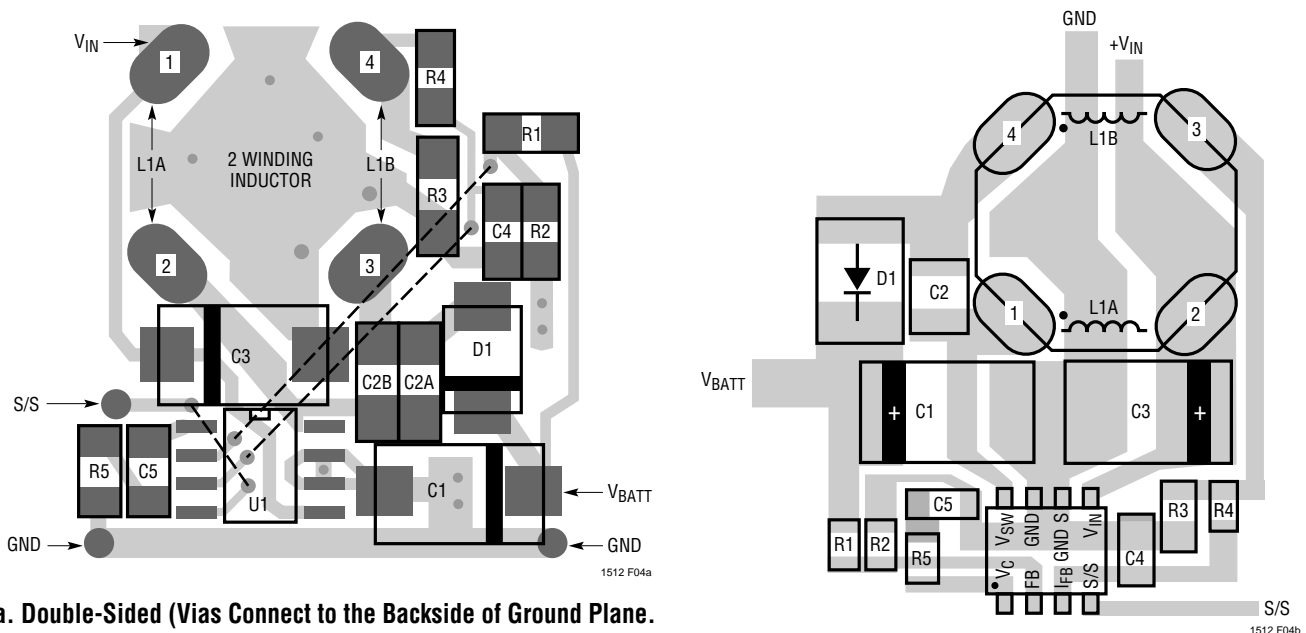 V_IN
1
4
R4
R1
L1A
2 WINDING
INDUCTOR
L1B
R3
C4
R2
2
3
C3
D1
C2B
C2A
S/S
R5
C5
U1
C1
V_BATT
GND
GND
1512 F04a
a. Double-Sided (Vias Connect to the Backside of Ground Plane.
GND
+V_IN
4
L1B
3
D1
C2
1
L1A
2
V_BATT
+
C1
C3
+
C5
V_SW
GND
GND S
V_IN
R3
R4
R1
R2
R5
C4
V_C
FB
I_FB
S/S
S/S
1512 F04b